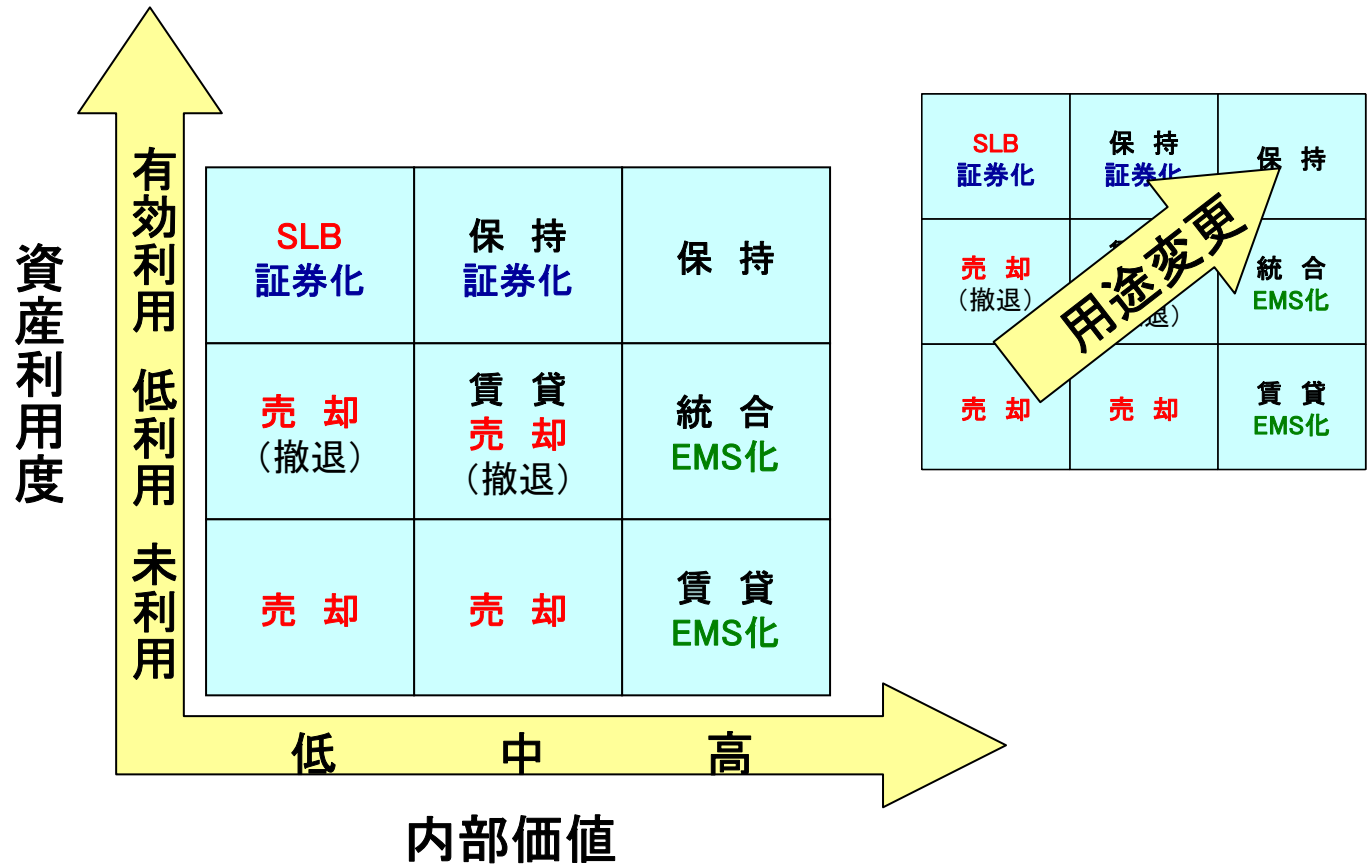 資産利用度
有効利用
低利用
未利用
SLB
証券化
保 持
証券化
保 持
売 却
（撤退）
賃 貸
売 却
（撤退）
統 合
EMS化
売 却
売 却
賃 貸
EMS化
低
中
高
内部価値
SLB
証券化
保 持
証券化
保 持
売 却
（撤退）
退）
統 合
EMS化
売 却
売 却
賃 貸
EMS化
用途変更